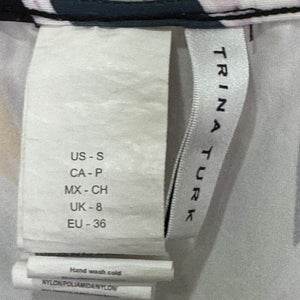 TRINA TURK
US - S
CA - P
MX - CH
UK - 8
EU - 36
Hand wash cold
NYLON/POLIAMIDA/NYLON/